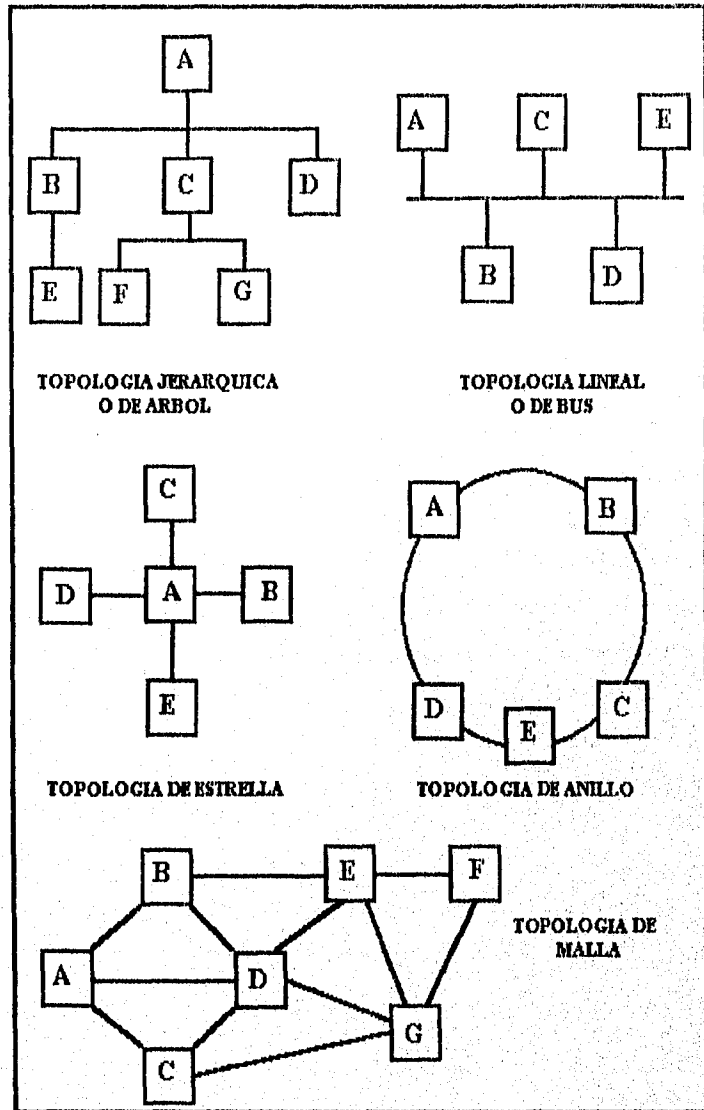 A
B C D
E F G
TOPOLOGIA JERARQUICA
O DE ARBOL
A C E
B D
TOPOLOGIA LINEAL
O DE BUS
C
D A B
E
TOPOLOGIA DE ESTRELLA
A B
D E C
TOPOLOGIA DE ANILLO
B E F
A D
G
C
TOPOLOGIA DE
MALLA